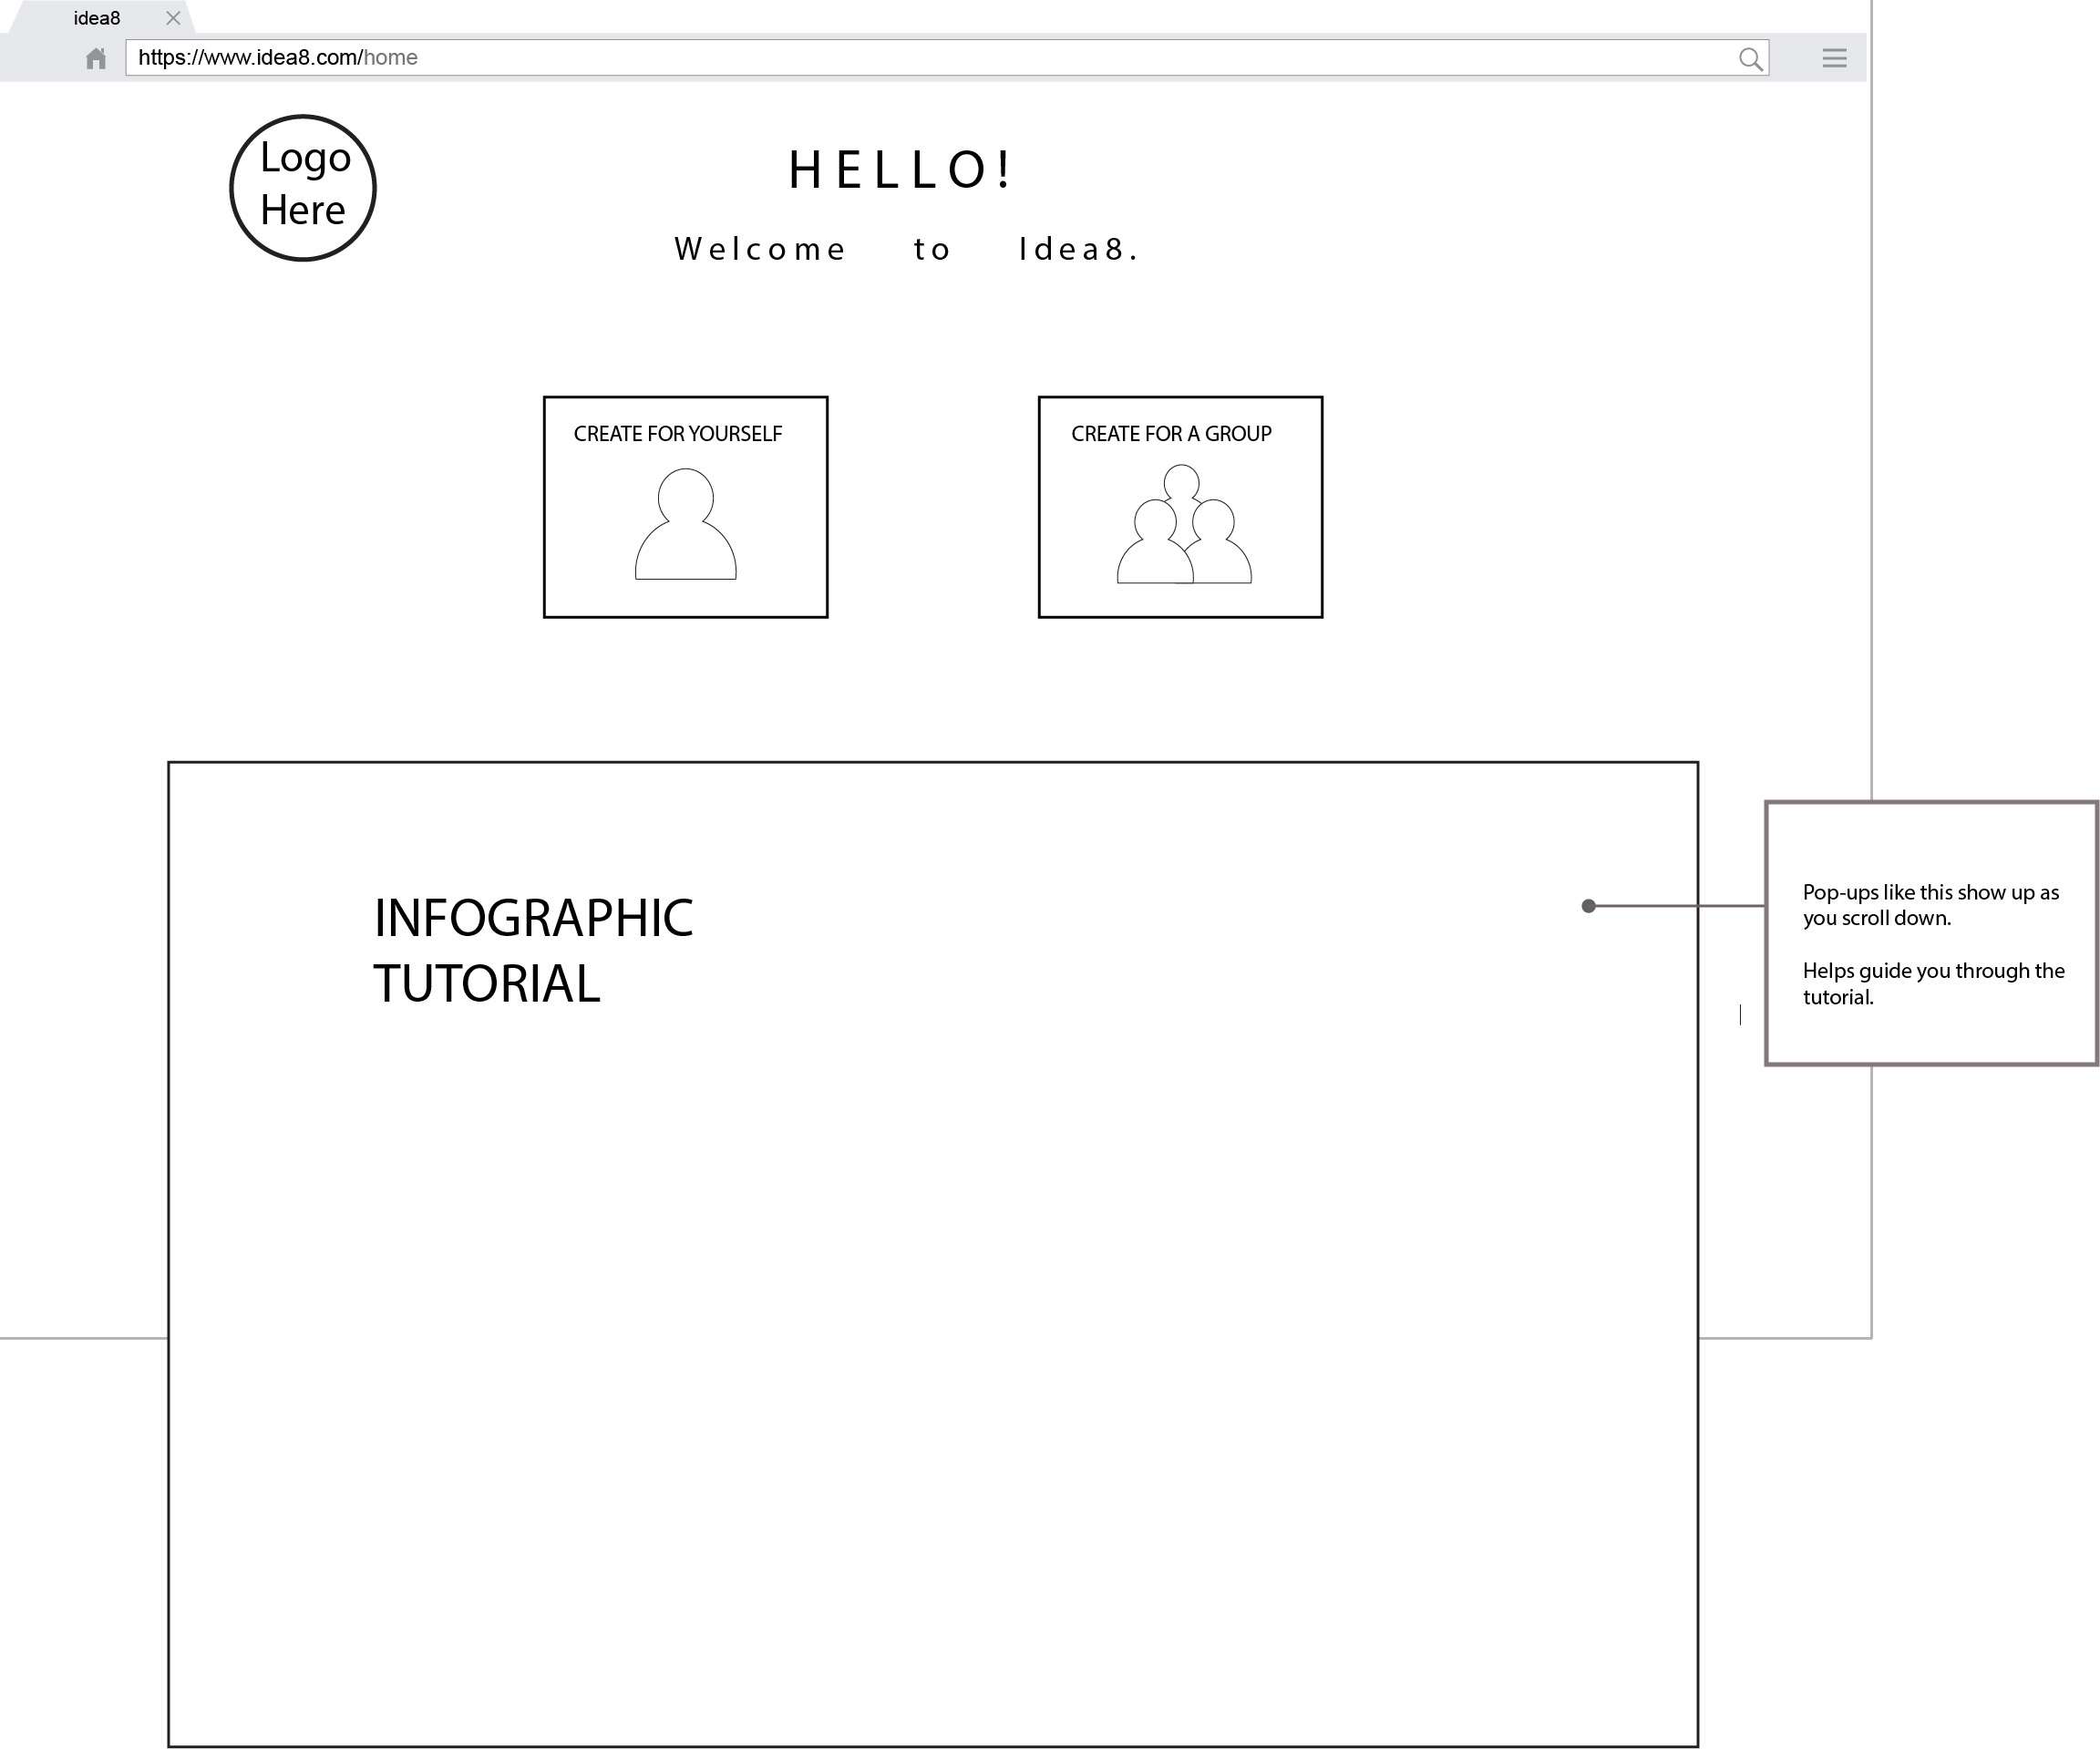 idea8
https://www.idea8.com/home
Logo
Here
HELLO!
Welcome to Idea8.
CREATE FOR YOURSELF
CREATE FOR A GROUP
INFOGRAPHIC
TUTORIAL
Pop-ups like this show up as
you scroll down.
Helps guide you through the
tutorial.